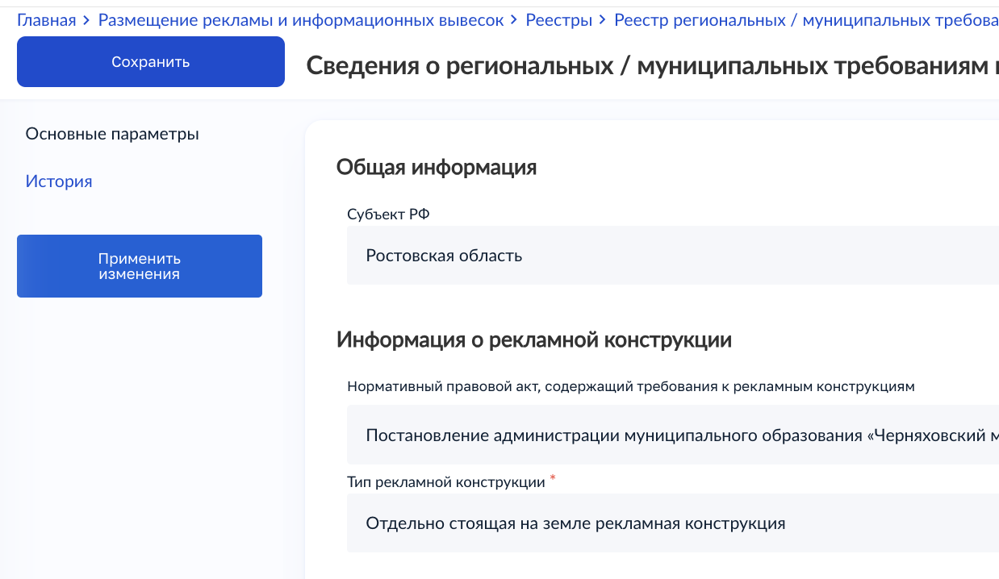 Главная > Размещение рекламы и информационных вывесок > Реестры > Реестр региональных / муниципальных
Сохранить
Сведения о региональных / муниципальных требованиям
Основные параметры
История
Применить
изменения
Общая информация
Субъект РФ
Ростовская область
Информация о рекламной конструкции
Нормативный правовой акт, содержащий требования к рекламным конструкциям
Постановление администрации муниципального образования «Черняховский
Тип рекламной конструкции *
Отдельно стоящая на земле рекламная конструкция